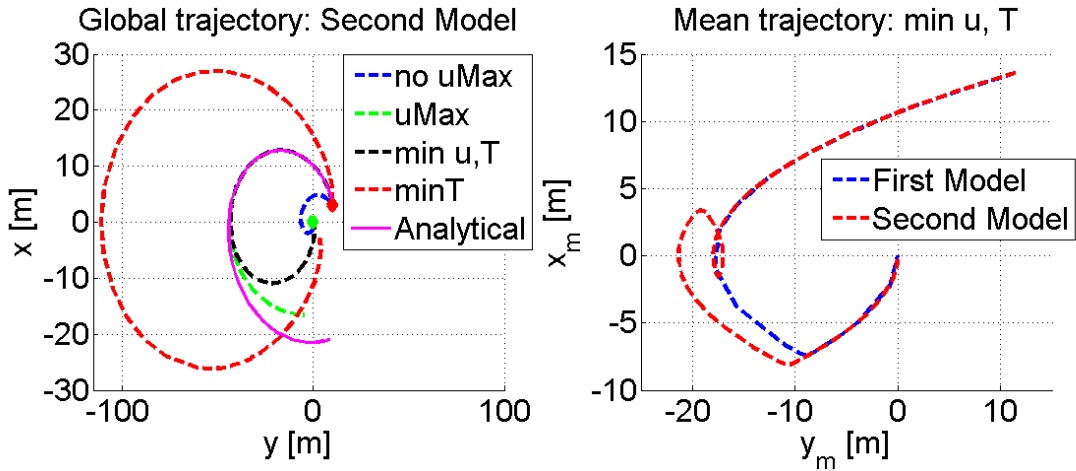 Global trajectory: Second Model
30
20
10
0
-10
-20
-30
x [m]
-100
0
100
y [m]
no uMax
uMax
min u,T
minT
Analytical
Mean trajectory: min u, T
15
10
5
0
-5
-10
x_m [m]
-20
-10
0
10
y_m [m]
First Model
Second Model